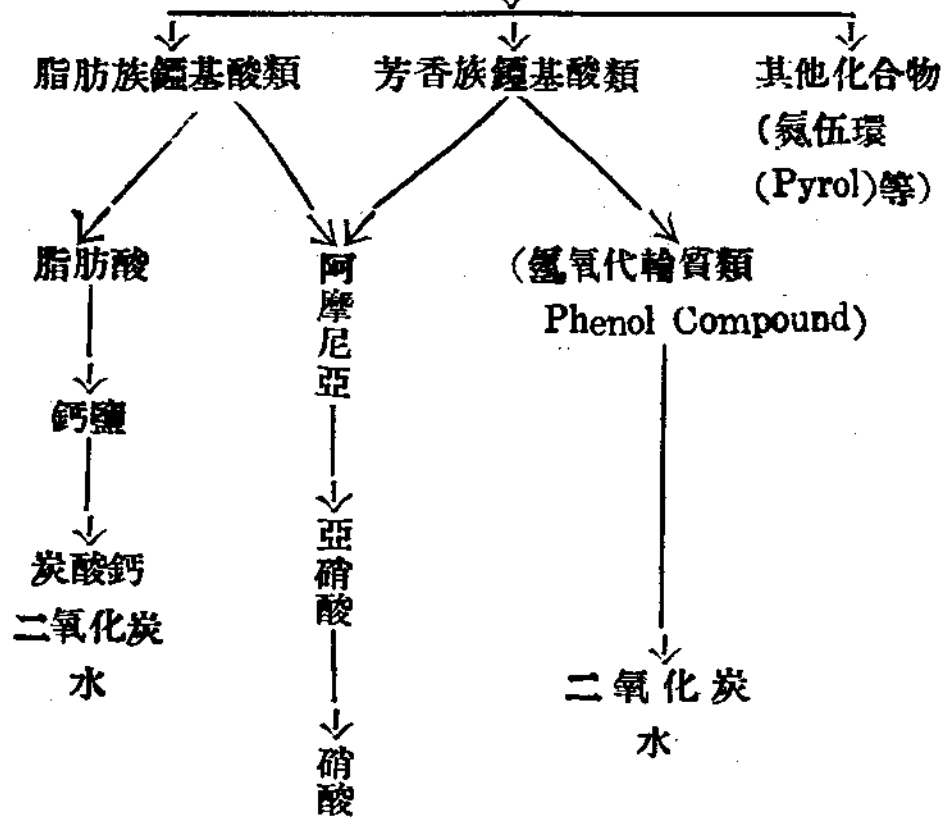 脂肪族銨基酸類
芳香族銨基酸類
其他化合物
(氮伍環
(Pyrol)等)
脂肪酸
阿摩尼亞
(氫氧代輪質類
Phenol Compound)
鈣鹽
亞硝酸
炭酸鈣
二氧化炭
水
二氧化炭
水
硝酸